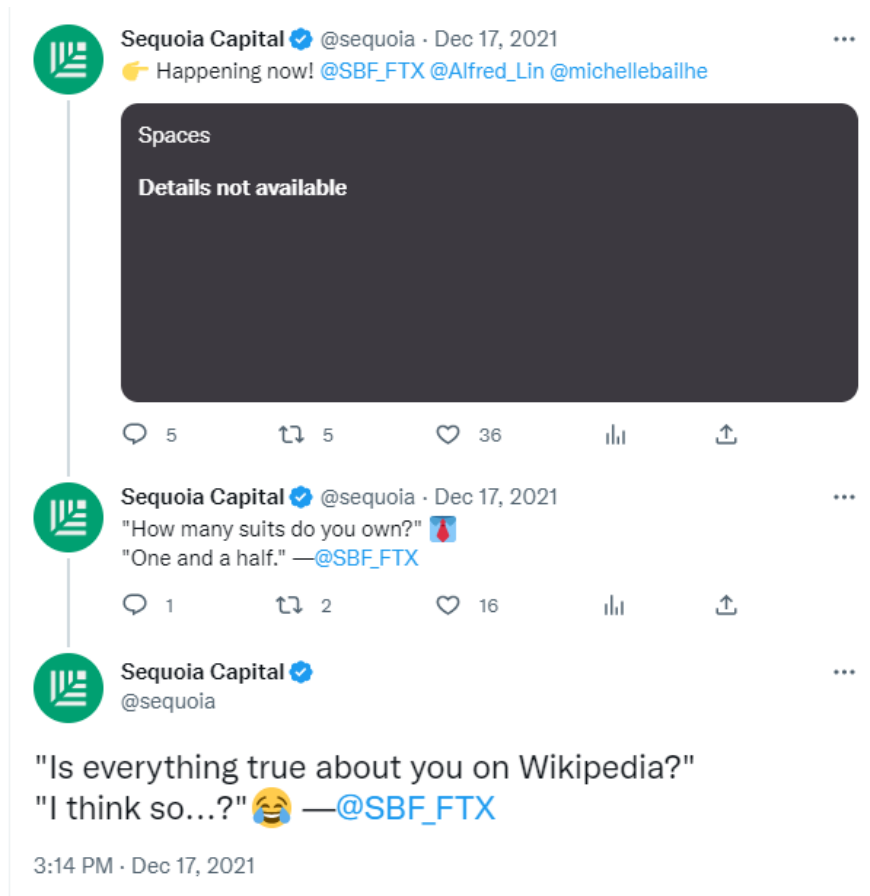 Sequoia Capital @sequoia · Dec 17, 2021
👉 Happening now! @SBF_FTX @Alfred_Lin @michellebailhe
Spaces
Details not available
5 5 36
Sequoia Capital @sequoia · Dec 17, 2021
"How many suits do you own?" 👔
"One and a half." —@SBF_FTX
1 2 16
Sequoia Capital
@sequoia
"Is everything true about you on Wikipedia?"
"I think so...?"😂 —@SBF_FTX
3:14 PM · Dec 17, 2021